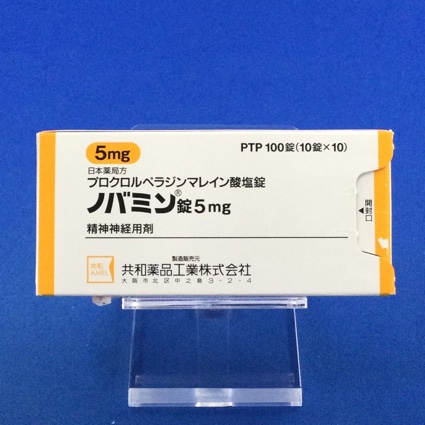 5mg
PTP 100錠(10錠×10)
日本薬局方
プロクロルペラジンマレイン酸塩錠
ノバミン®錠5mg
開封口
精神神経用剤
製造販売元
共和
AMEL
共和薬品工業株式会社
大阪市北区中之島3-2-4